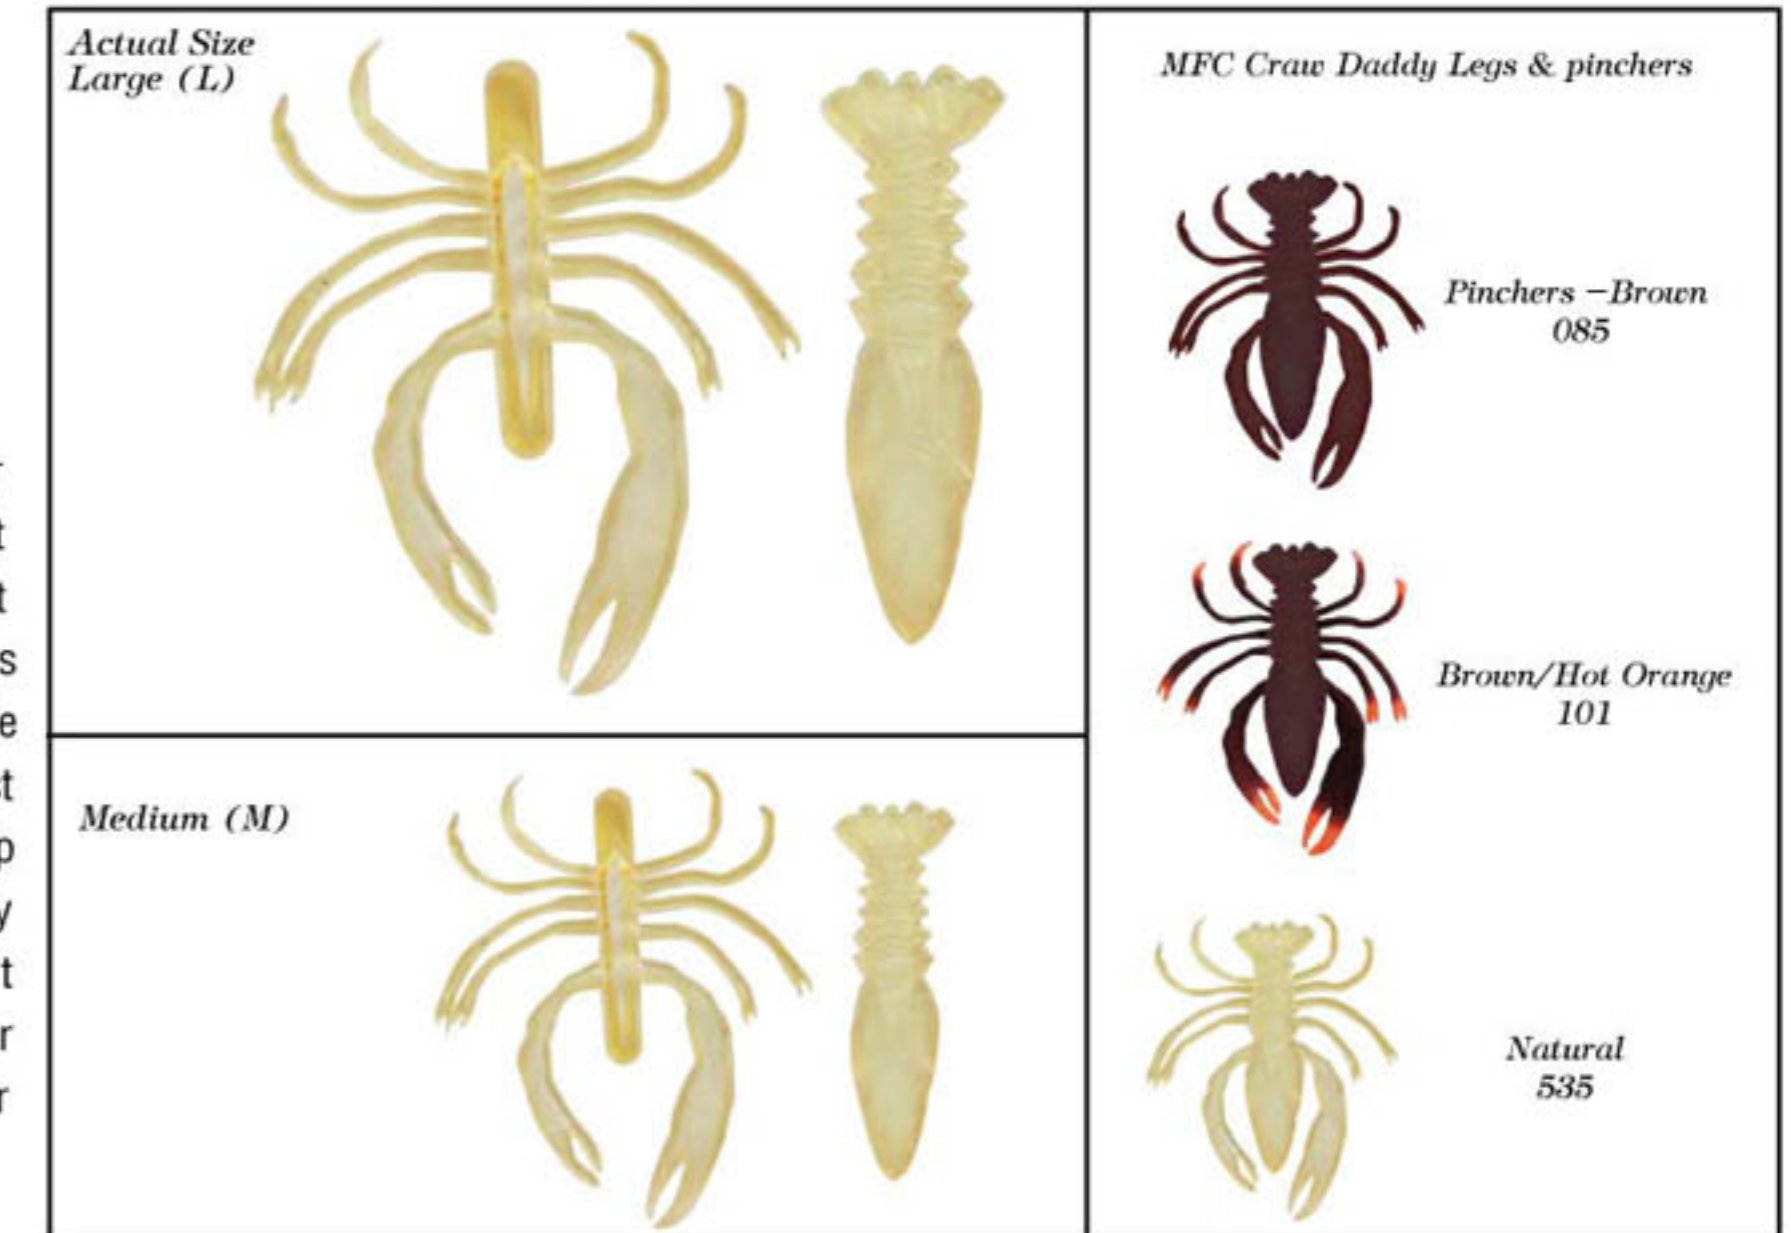 Actual Size
Large (L)
MFC Craw Daddy Legs & pinchers
Pinchers –Brown
085
Brown/Hot Orange
101
Medium (M)
Natural
535